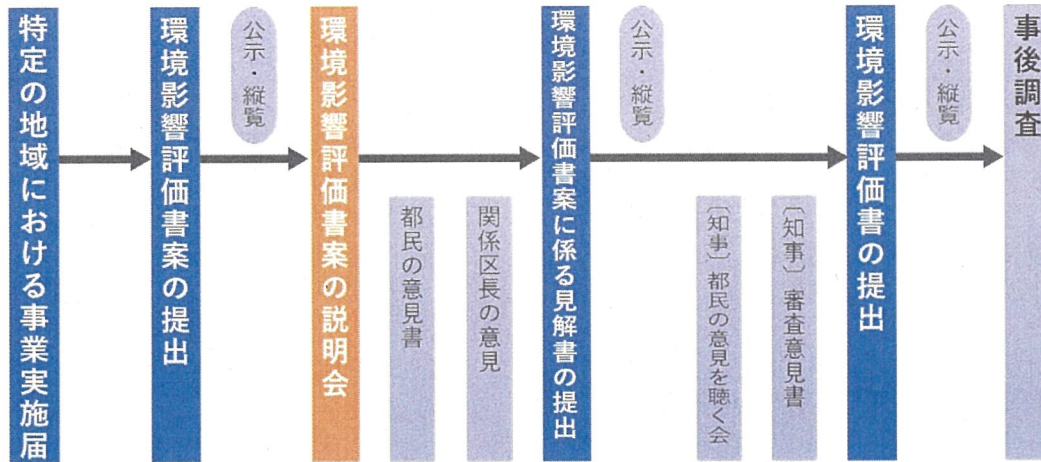 特定の地域における事業実施届
環境影響評価書案の提出
公示・縦覧
環境影響評価書案の説明会
都民の意見書
関係区長の意見
環境影響評価書案に係る見解書の提出
公示・縦覧
〔知事〕都民の意見を聴く会
〔知事〕審査意見書
環境影響評価書の提出
公示・縦覧
事後調査